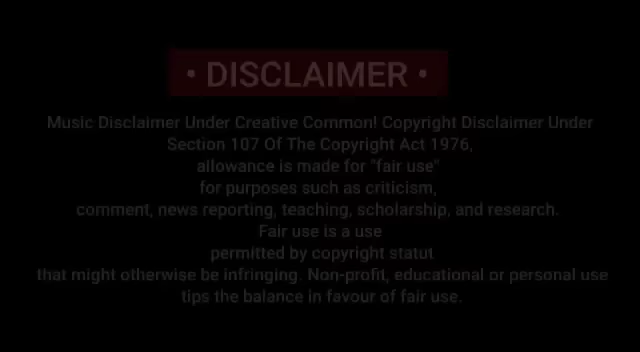 • DISCLAIMER •
Music Disclaimer Under Creative Common! Copyright Disclaimer Under
Section 107 Of The Copyright Act 1976,
allowance is made for "fair use"
for purposes such as criticism,
comment, news reporting, teaching, scholarship, and research.
Fair use is a use
permitted by copyright statut
that might otherwise be infringing. Non-profit, educational or personal use
tips the balance in favour of fair use.